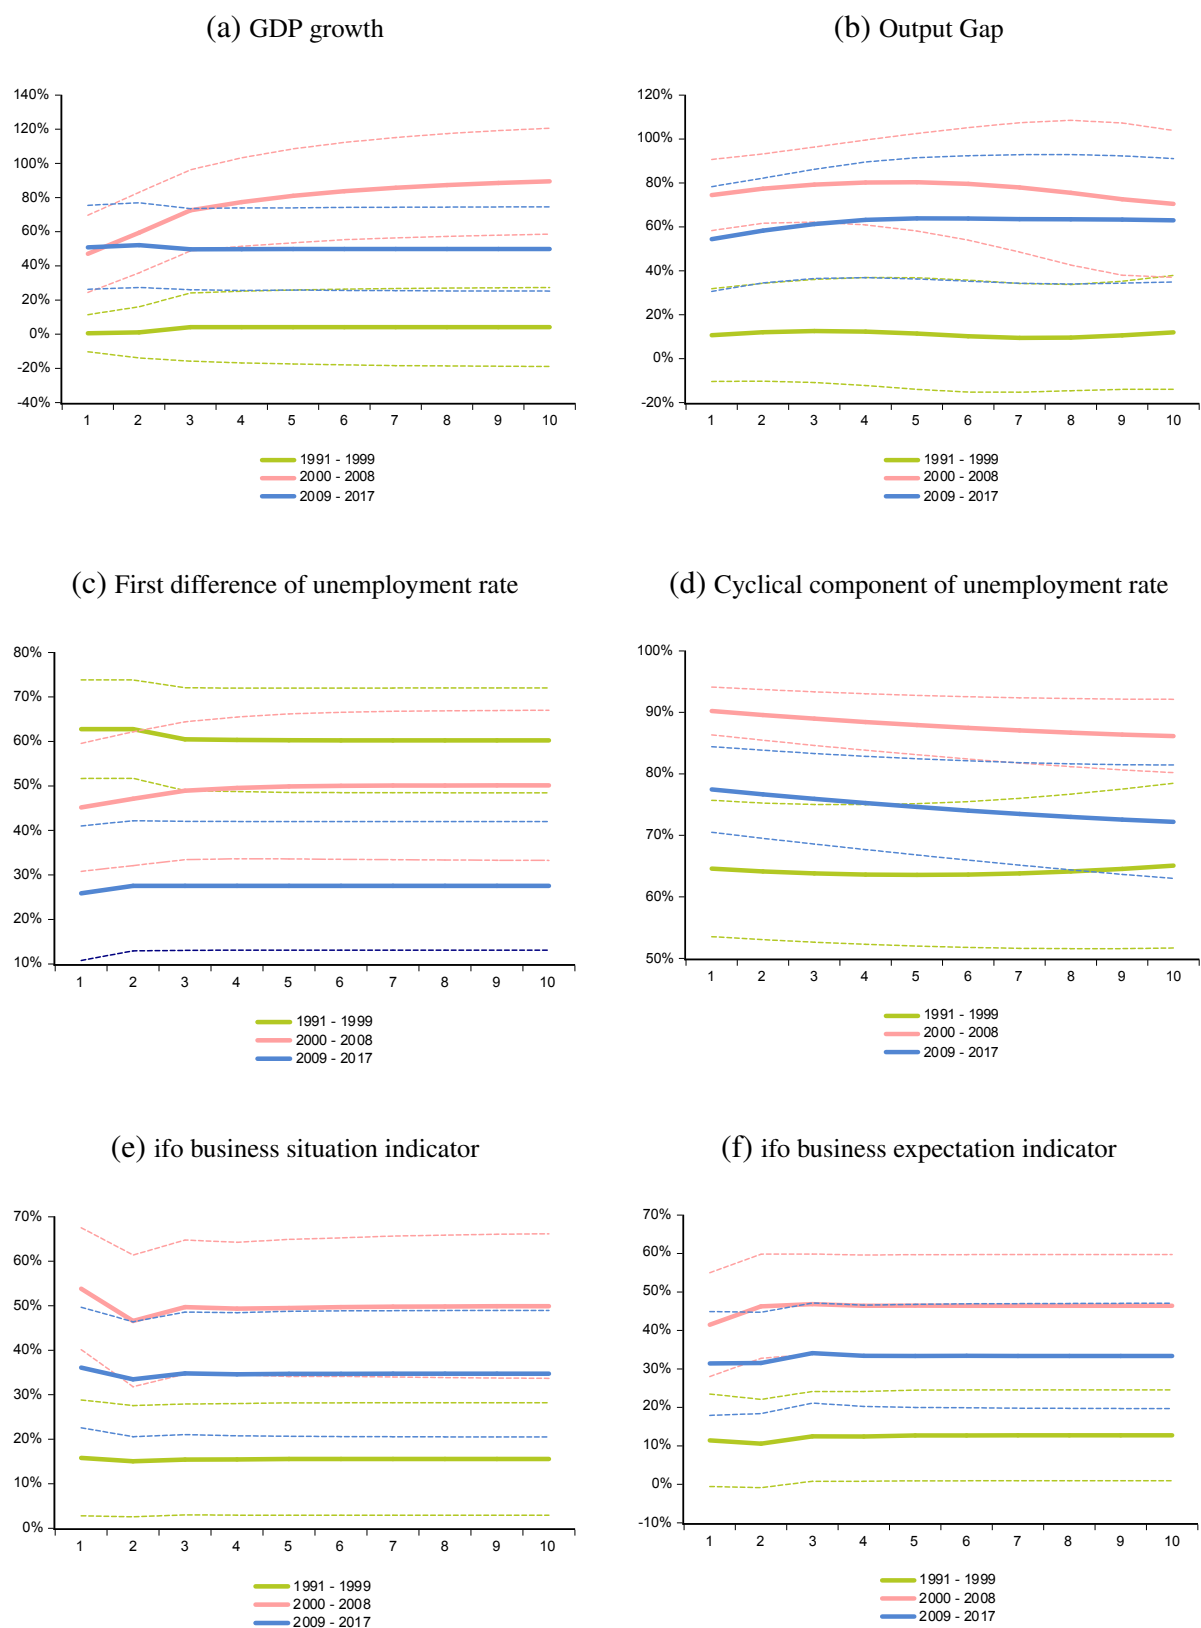 (a) GDP growth
140%
120%
100%
80%
60%
40%
20%
0%
-20%
-40%
1 2 3 4 5 6 7 8 9 10
1991 - 1999
2000 - 2008
2009 - 2017
(b) Output Gap
120%
100%
80%
60%
40%
20%
0%
-20%
1 2 3 4 5 6 7 8 9 10
1991 - 1999
2000 - 2008
2009 - 2017
(c) First difference of unemployment rate
80%
70%
60%
50%
40%
30%
20%
10%
1 2 3 4 5 6 7 8 9 10
1991 - 1999
2000 - 2008
2009 - 2017
(d) Cyclical component of unemployment rate
100%
90%
80%
70%
60%
50%
1 2 3 4 5 6 7 8 9 10
1991 - 1999
2000 - 2008
2009 - 2017
(e) ifo business situation indicator
70%
60%
50%
40%
30%
20%
10%
0%
1 2 3 4 5 6 7 8 9 10
1991 - 1999
2000 - 2008
2009 - 2017
(f) ifo business expectation indicator
70%
60%
50%
40%
30%
20%
10%
0%
-10%
1 2 3 4 5 6 7 8 9 10
1991 - 1999
2000 - 2008
2009 - 2017